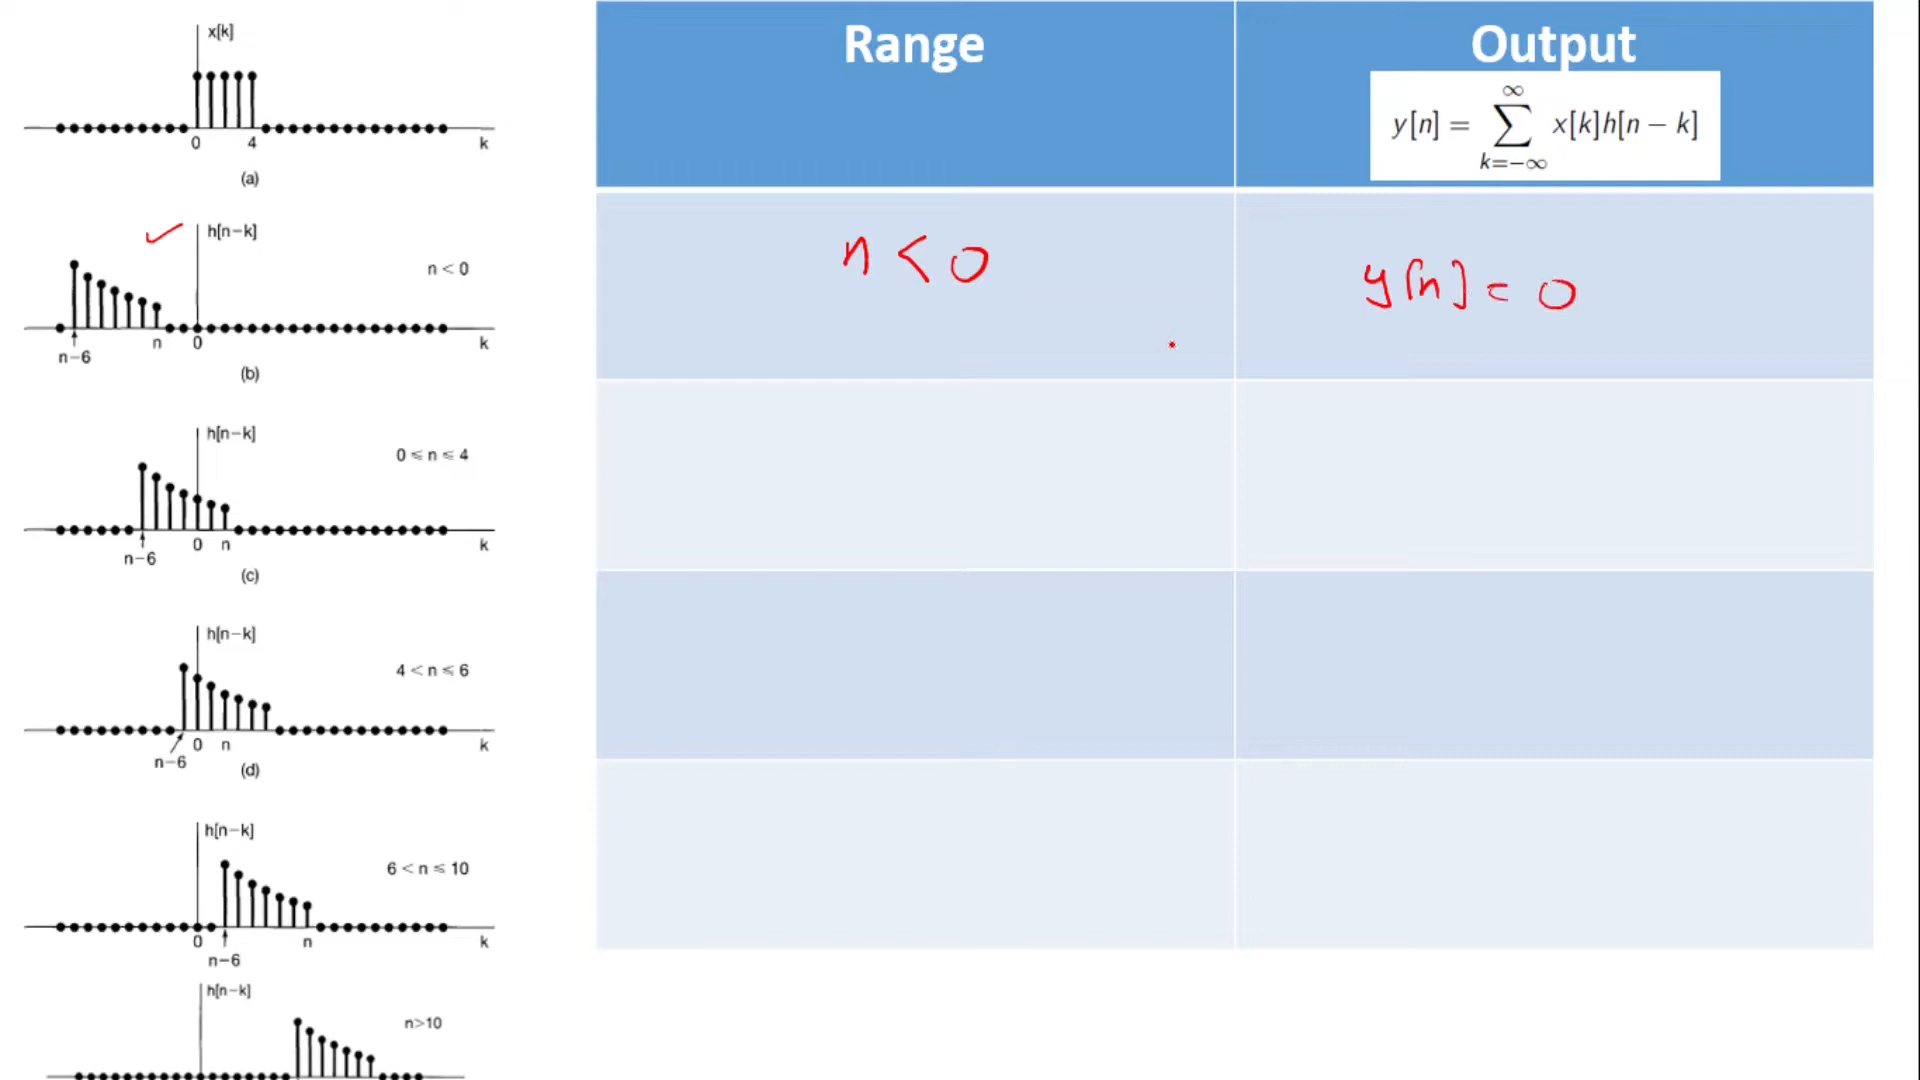 x[k]
0 4 k
(a)
h[n−k]
n < 0
n−6 n 0 k
(b)
h[n−k]
0 ⩽ n ⩽ 4
n−6 0 n k
(c)
h[n−k]
4 < n ⩽ 6
n−6 0 n k
(d)
h[n−k]
6 < n ⩽ 10
0 n k
n−6
h[n−k]
n>10
Range Output
y[n] = ∞∑k=−∞ x[k]h[n − k]
n < 0 y[n] = 0